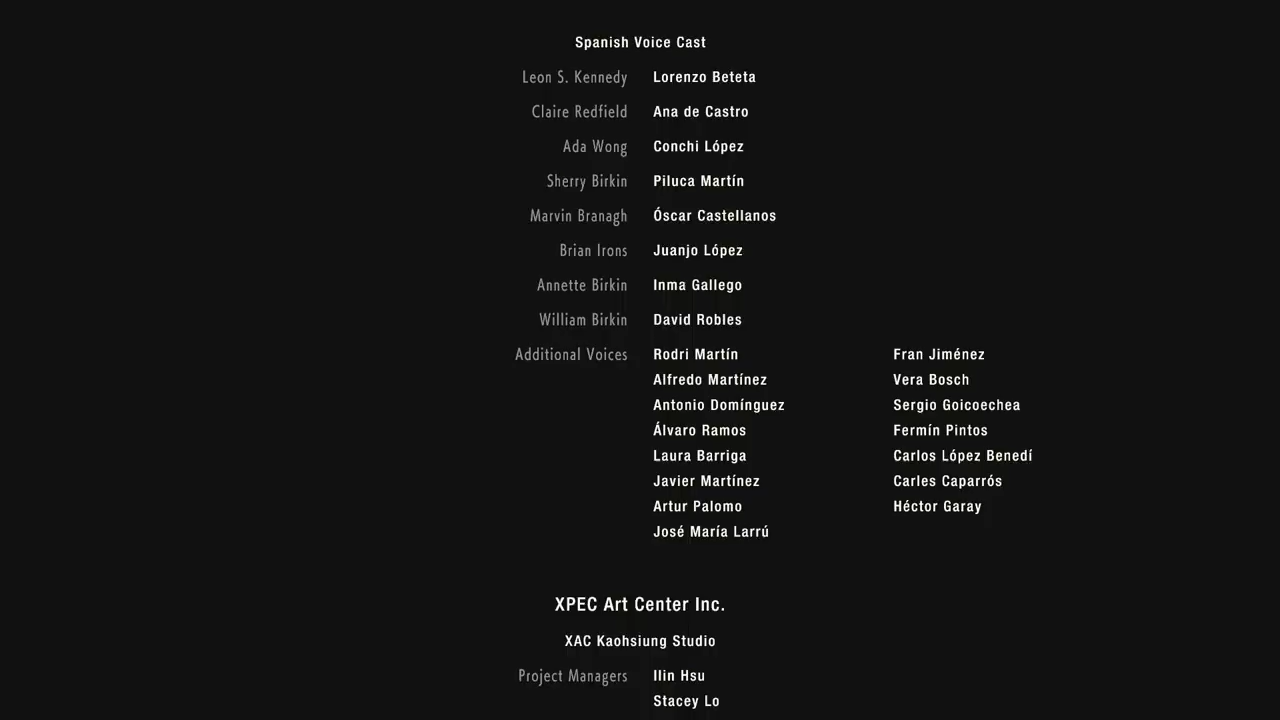 Spanish Voice Cast
Leon S. Kennedy Lorenzo Beteta
Claire Redfield Ana de Castro
Ada Wong Conchi López
Sherry Birkin Piluca Martín
Marvin Branagh Óscar Castellanos
Brian Irons Juanjo López
Annette Birkin Inma Gallego
William Birkin David Robles
Additional Voices Rodri Martín Fran Jiménez
Alfredo Martínez Vera Bosch
Antonio Domínguez Sergio Goicoechea
Álvaro Ramos Fermín Pintos
Laura Barriga Carlos López Benedí
Javier Martínez Carles Caparrós
Artur Palomo Héctor Garay
José María Larrú
XPEC Art Center Inc.
XAC Kaohsiung Studio
Project Managers Ilin Hsu
Stacey Lo